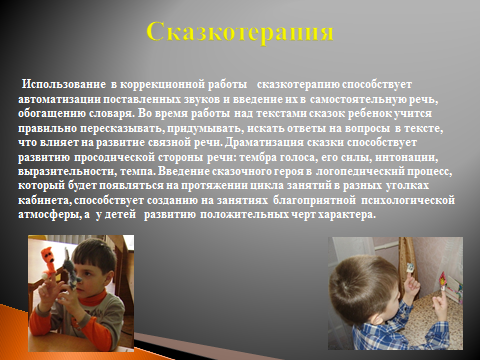 Сказкотерапия
Использование в коррекционной работы сказкотерапию способствует
автоматизации поставленных звуков и введение их в самостоятельную речь,
обогащению словаря. Во время работы над текстами сказок ребенок учится
правильно пересказывать, придумывать, искать ответы на вопросы в тексте,
что влияет на развитие связной речи. Драматизация сказки способствует
развитию просодической стороны речи: тембра голоса, его силы, интонации,
выразительности, темпа. Введение сказочного героя в логопедический процесс,
который будет появляться на протяжении цикла занятий в разных уголках
кабинета, способствует созданию на занятиях благоприятной психологической
атмосферы, а у детей развитию положительных черт характера.